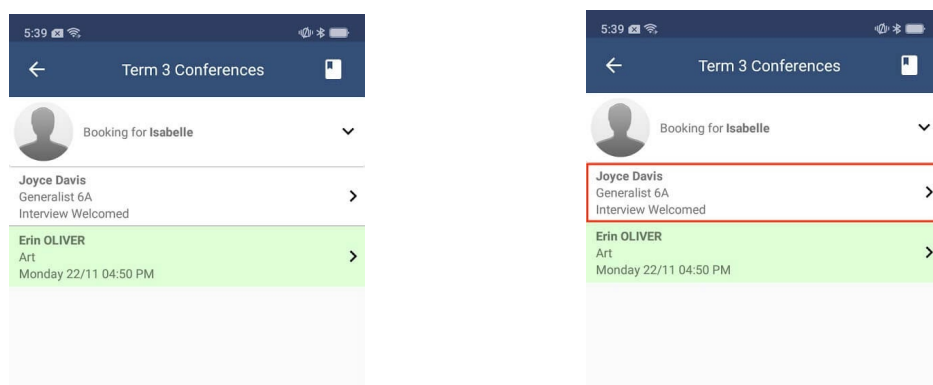 5:39
Term 3 Conferences
Booking for Isabelle
Joyce Davis
Generalist 6A
Interview Welcomed
Erin OLIVER
Art
Monday 22/11 04:50 PM
5:39
Term 3 Conferences
Booking for Isabelle
Joyce Davis
Generalist 6A
Interview Welcomed
Erin OLIVER
Art
Monday 22/11 04:50 PM